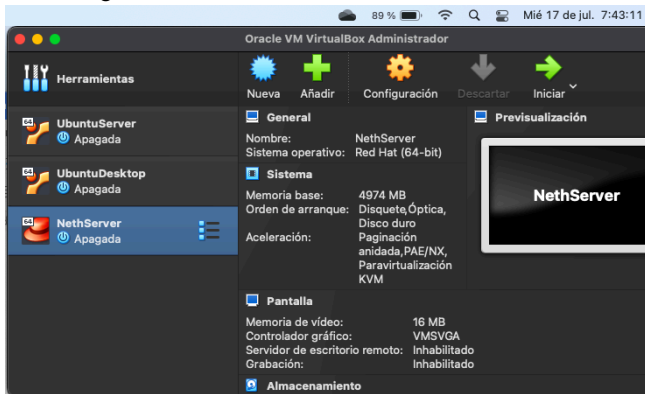 89 %
Mié 17 de jul. 7:43:11
Oracle VM VirtualBox Administrador
Herramientas
Nueva
Añadir
Configuración
Descartar
Iniciar
64
UbuntuServer
Apagada
64
UbuntuDesktop
Apagada
64
NethServer
Apagada
General
Nombre: NethServer
Sistema operativo: Red Hat (64-bit)
Sistema
Memoria base: 4974 MB
Orden de arranque: Disquete,Óptica,
Disco duro
Aceleración: Paginación
anidada,PAE/NX,
Paravirtualización
KVM
Pantalla
Memoria de vídeo: 16 MB
Controlador gráfico: VMSVGA
Servidor de escritorio remoto: Inhabilitado
Grabación: Inhabilitado
Almacenamiento
Previsualización
NethServer